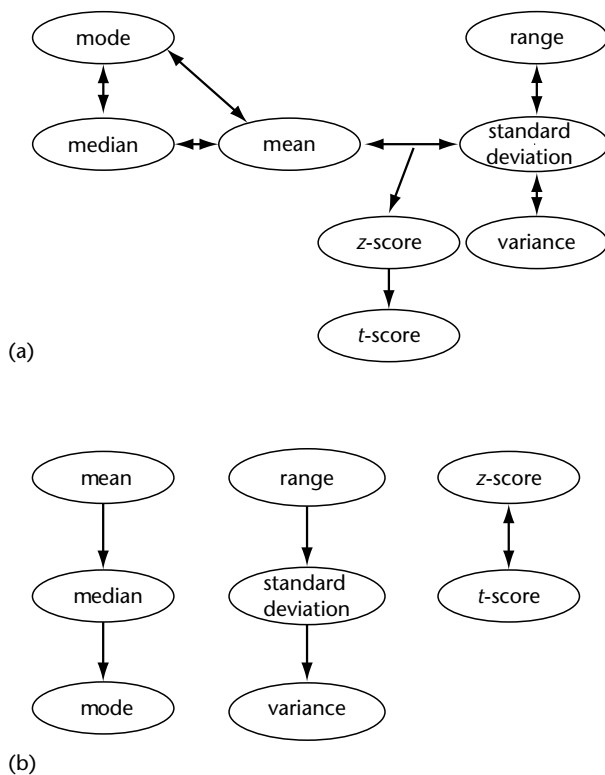 mode
range
median
mean
standard
deviation
z-score
variance
t-score
(a)
mean
range
z-score
median
standard
deviation
t-score
mode
variance
(b)